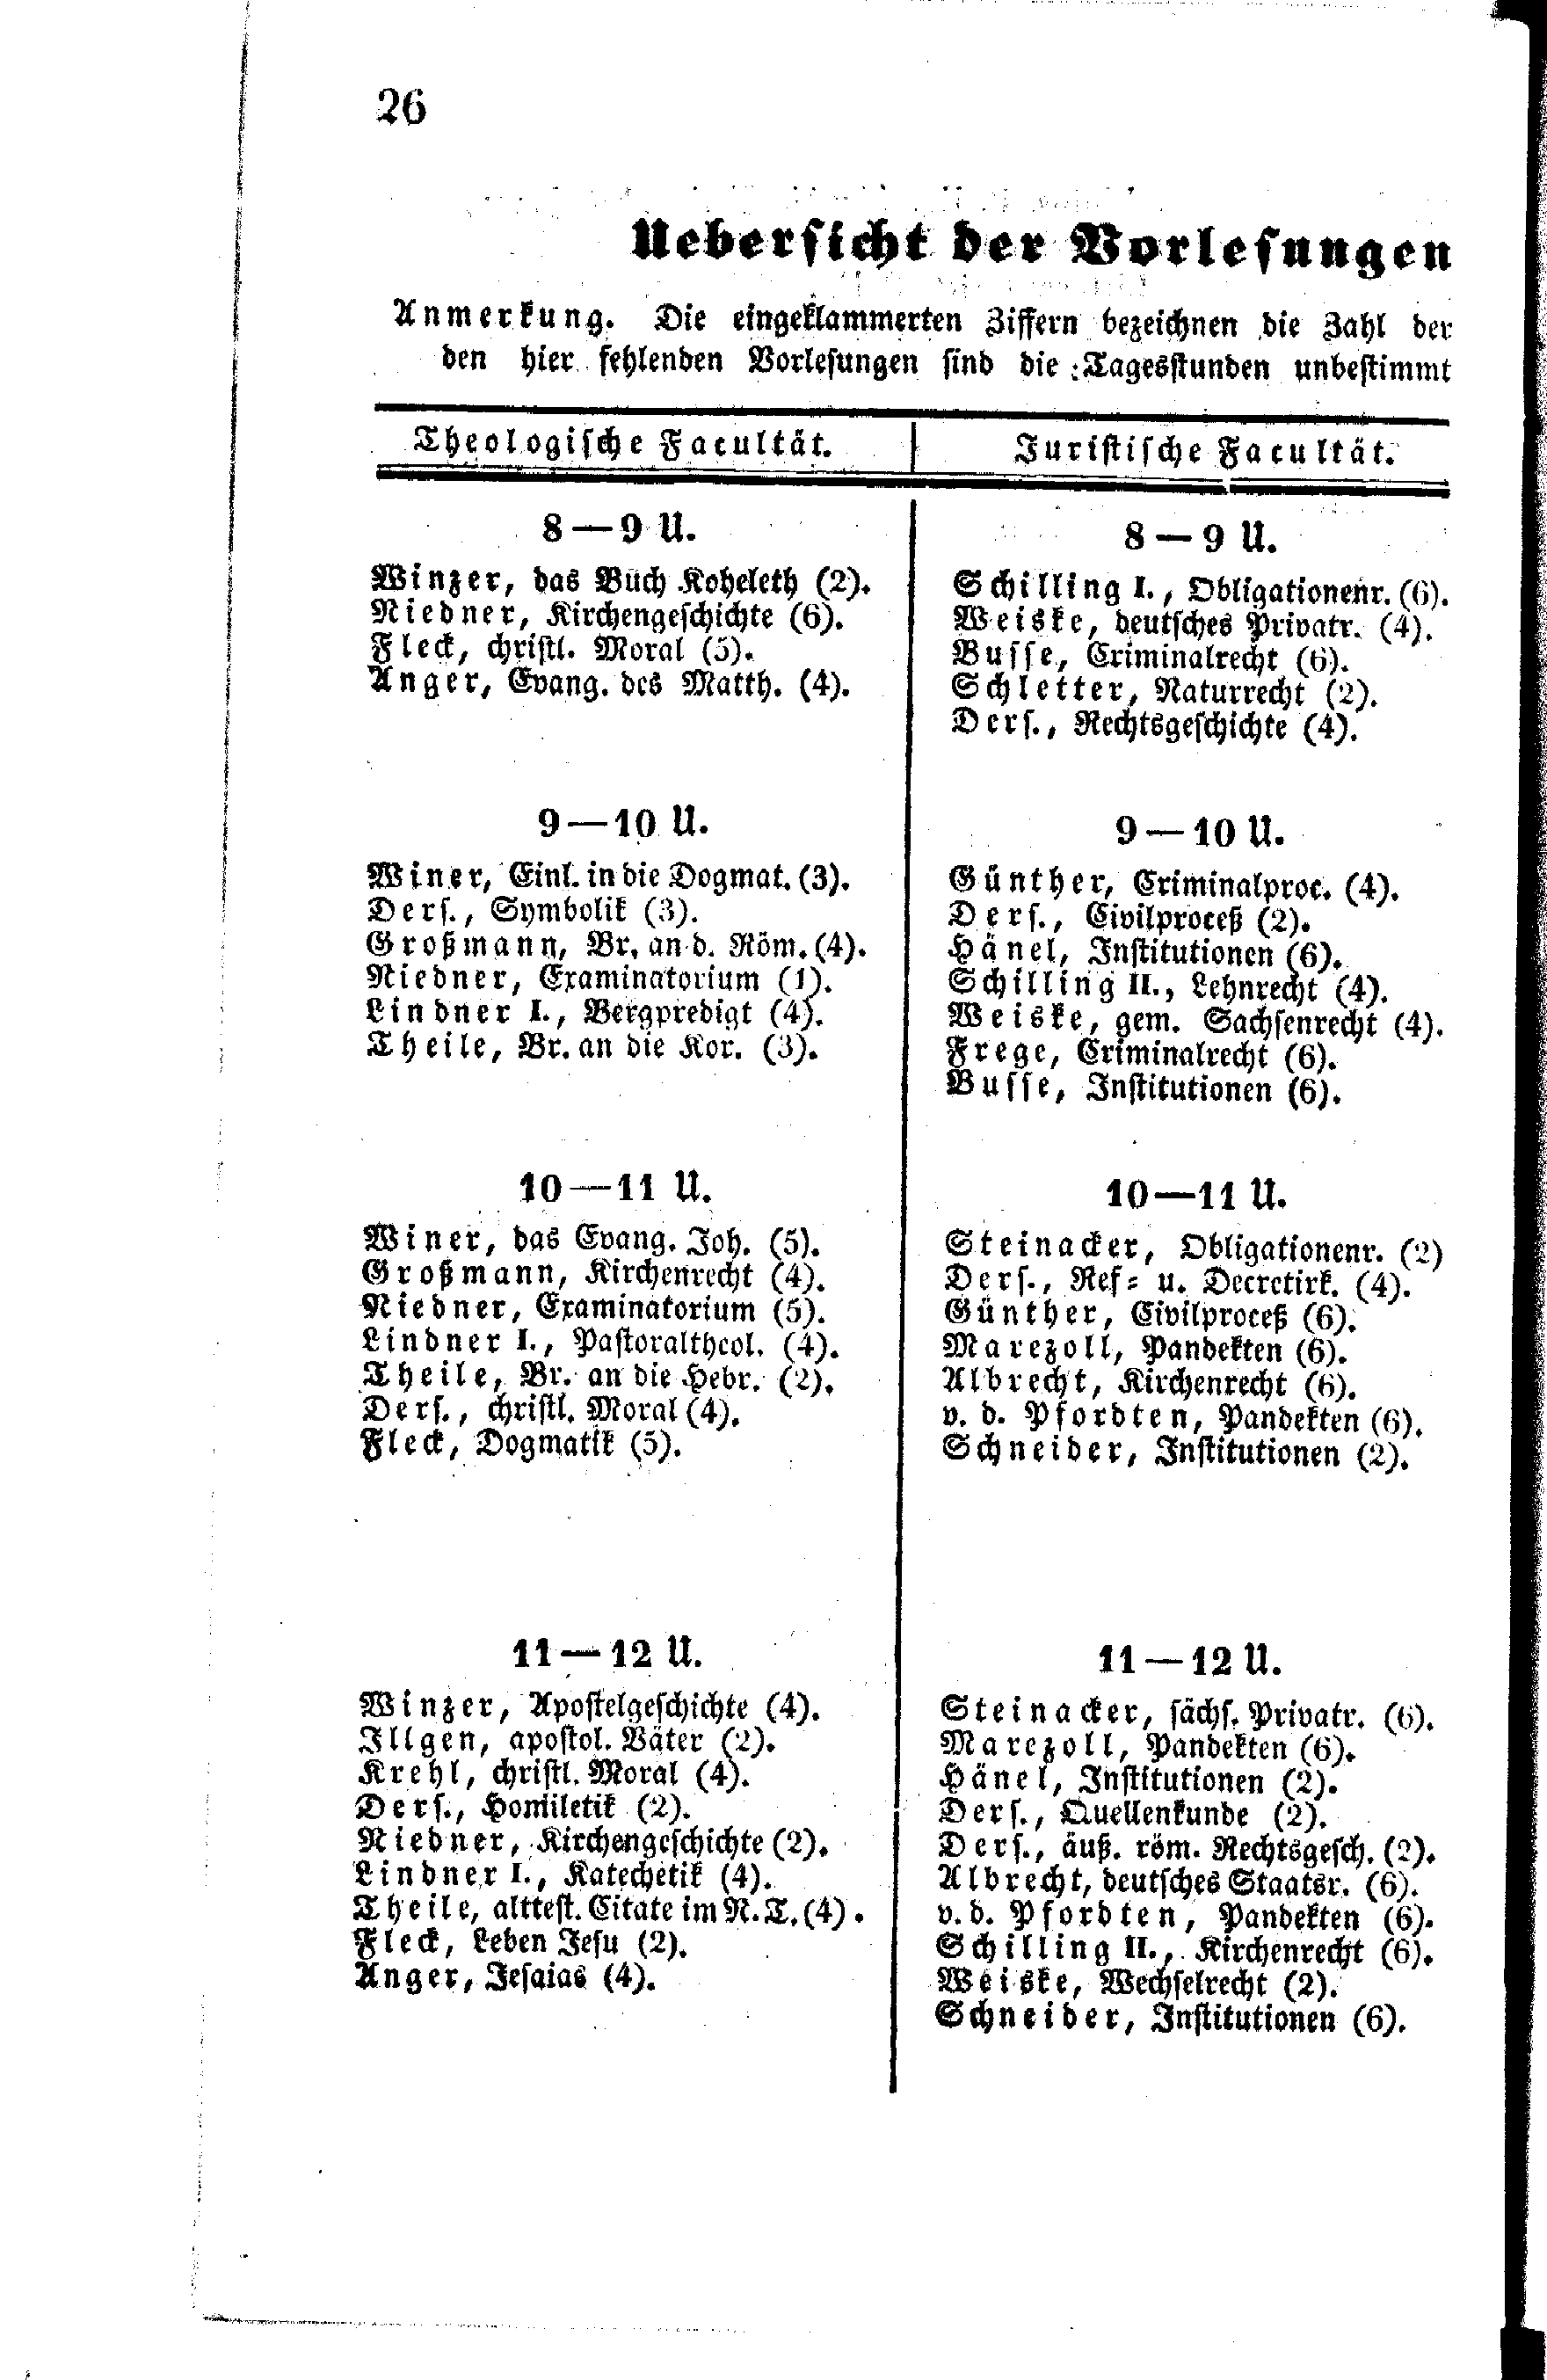 26
Uebersicht der Vorlesungen
Anmerkung. Die eingeklammerten Ziffern bezeichnen die Zahl der
den hier fehlenden Vorlesungen sind die Tagesstunden unbestimmt
Theologische Facultät.
8—9 U.
Winzer, das Buch Koheleth (2).
Niedner, Kirchengeschichte (6).
Fleck, christl. Moral (5).
Anger, Evang. des Matth. (4).
9—10 U.
Winer, Einl. in die Dogmat. (3).
Ders., Symbolik (3).
Großmann, Br. an d. Röm. (4).
Niedner, Examinatorium (1).
Lindner I., Bergpredigt (4).
Theile, Br. an die Kor. (3).
10—11 U.
Winer, das Evang. Joh. (5).
Großmann, Kirchenrecht (4).
Niedner, Examinatorium (5).
Lindner I., Pastoraltheol. (4).
Theile, Br. an die Hebr. (2).
Ders., christl. Moral (4).
Fleck, Dogmatik (5).
11—12 U.
Winzer, Apostelgeschichte (4).
Illgen, apostol. Väter (2).
Krehl, christl. Moral (4).
Ders., Homiletik (2).
Niedner, Kirchengeschichte (2).
Lindner I., Katechetik (4).
Theile, alttest. Citate im N. T. (4).
Fleck, Leben Jesu (2).
Anger, Jesaias (4).
Juristische Facultät.
8—9 U.
Schilling I., Obligationenr. (6).
Weiske, deutsches Privatr. (4).
Busse, Criminalrecht (6).
Schletter, Naturrecht (2).
Ders., Rechtsgeschichte (4).
9—10 U.
Günther, Criminalproc. (4).
Ders., Civilproceß (2).
Hänel, Institutionen (6).
Schilling II., Lehnrecht (4).
Weiske, gem. Sachsenrecht (4).
Frege, Criminalrecht (6).
Busse, Institutionen (6).
10—11 U.
Steinacker, Obligationenr. (2)
Ders., Ref= u. Decretirk. (4).
Günther, Civilproceß (6).
Marezoll, Pandekten (6).
Albrecht, Kirchenrecht (6).
v. d. Pfordten, Pandekten (6).
Schneider, Institutionen (2).
11—12 U.
Steinacker, sächs. Privatr. (6).
Marezoll, Pandekten (6).
Hänel, Institutionen (2).
Ders., Quellenkunde (2).
Ders., äuß. röm. Rechtsgesch. (2).
Albrecht, deutsches Staatsr. (6).
v. d. Pfordten, Pandekten (6).
Schilling II., Kirchenrecht (6).
Weiske, Wechselrecht (2).
Schneider, Institutionen (6).